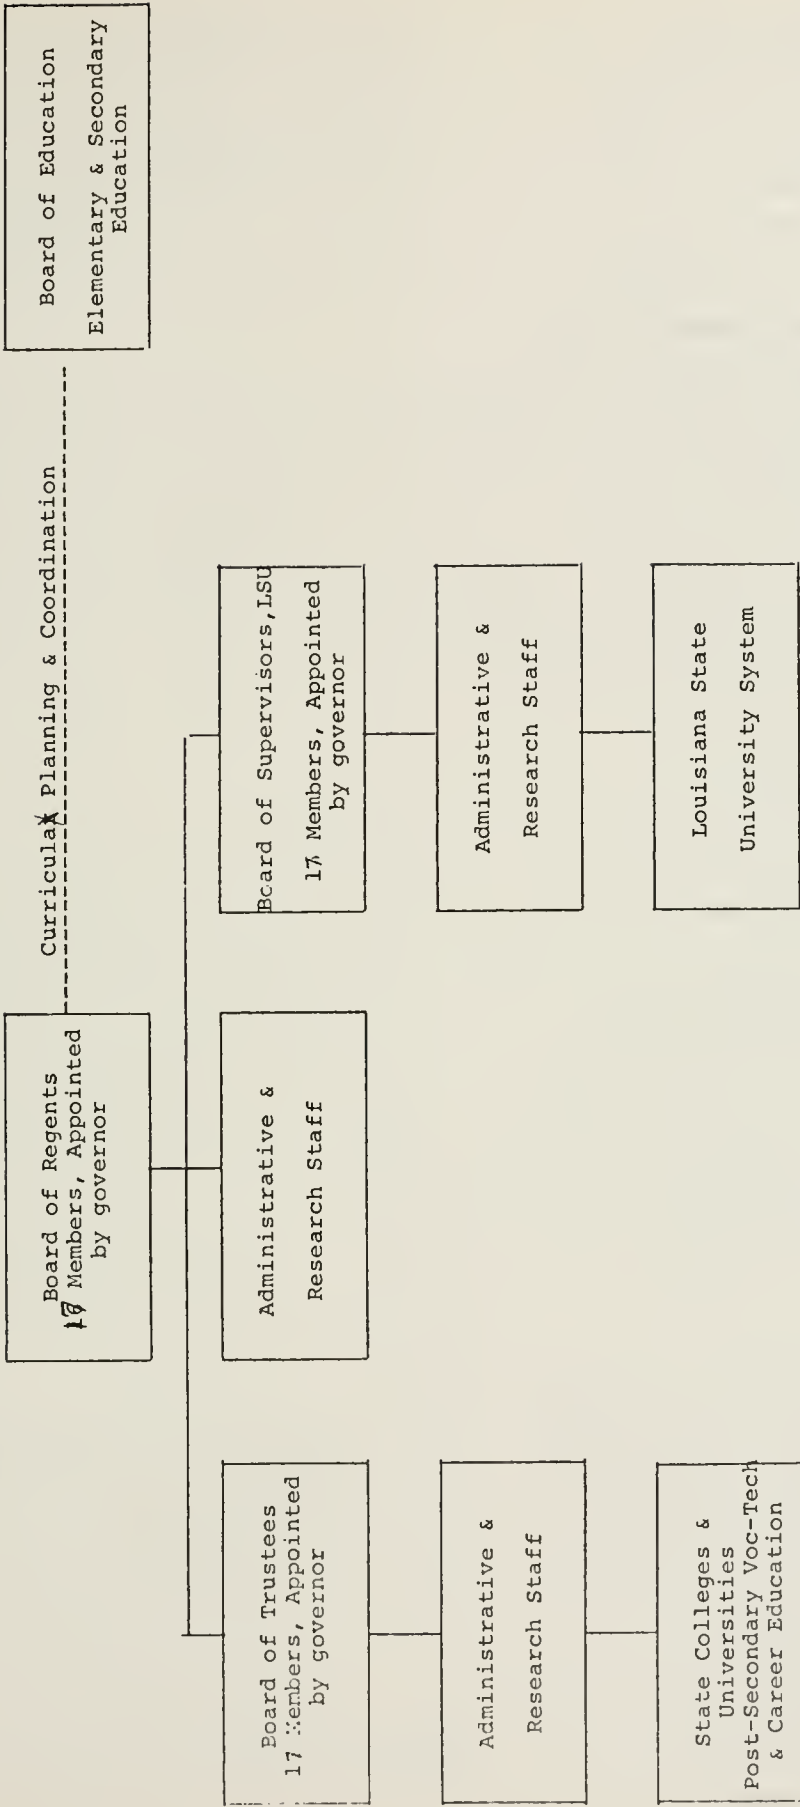 Board of Education
Elementary & Secondary
Education
Curricular Planning & Coordination
Board of Regents
Members, Appointed
by governor
Administrative &
Research Staff
Board of Trustees
17 Members, Appointed
by governor
Administrative &
Research Staff
State Colleges &
Universities
Post-Secondary Voc-Tech
& Career Education
Board of Supervisors,LSU
17 Members, Appointed
by governor
Administrative &
Research Staff
Louisiana State
University System